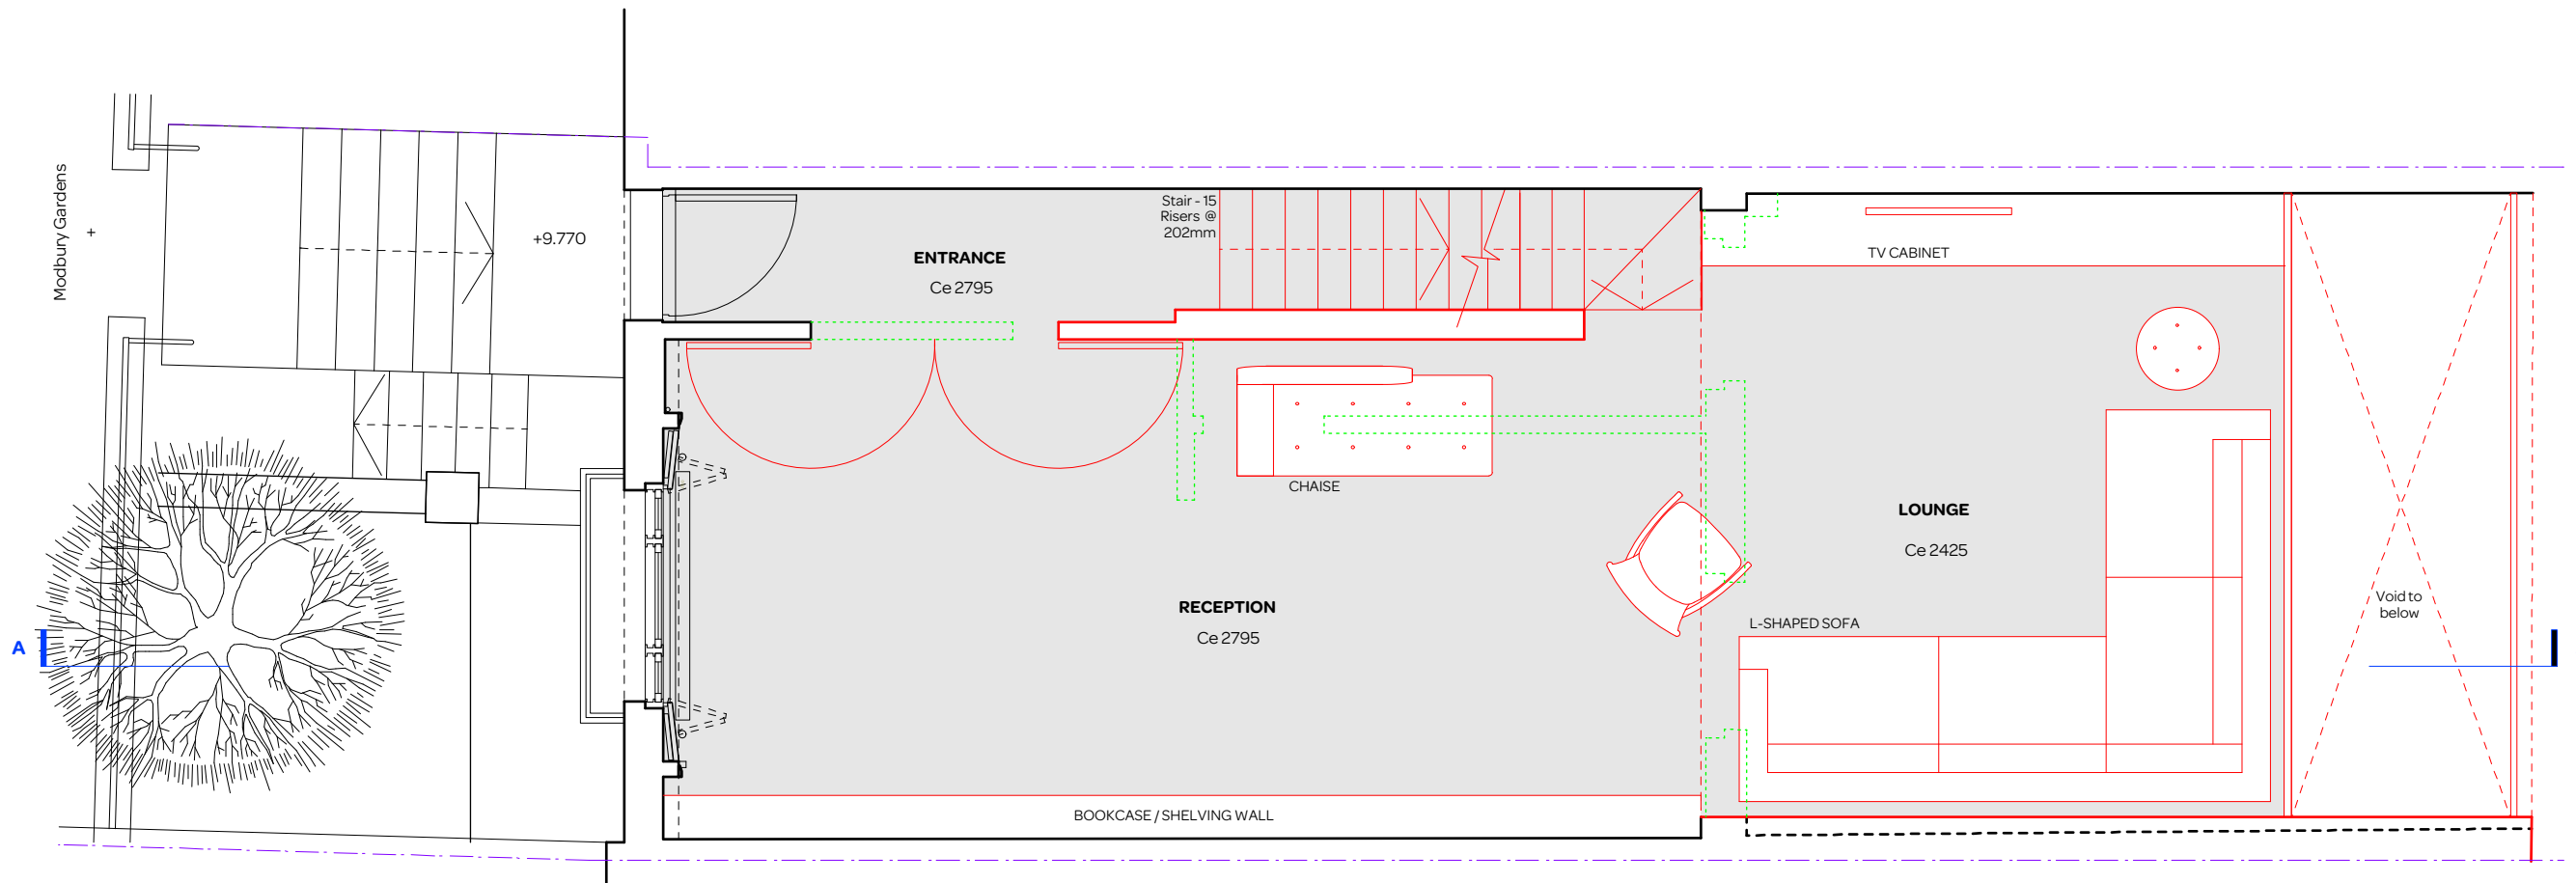 Modbury Gardens
+
+9.770
A
ENTRANCE
Ce 2795
Stair - 15
Risers @
202mm
CHAISE
RECEPTION
Ce 2795
BOOKCASE / SHELVING WALL
TV CABINET
LOUNGE
Ce 2425
L-SHAPED SOFA
Void to
below